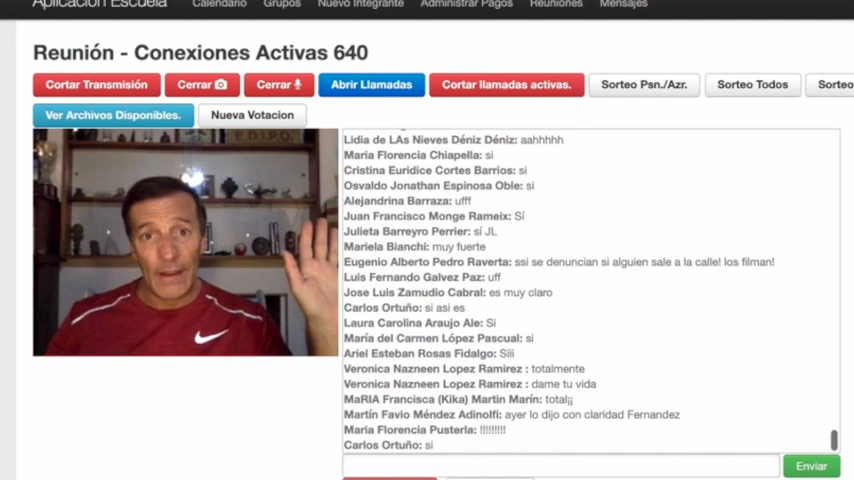 Aplicación Escuela
Calendario Grupos Nuevo Integrante Administrar Pagos Reuniones Mensajes
Reunión - Conexiones Activas 640
Cortar Transmisión Cerrar Cerrar Abrir Llamadas Cortar llamadas activas. Sorteo Psn./Azr. Sorteo Todos Sorteo
Ver Archivos Disponibles. Nueva Votacion
E.D.I.P.O.
Lidia de LAs Nieves Déniz Déniz: aahhhhh
Maria Florencia Chiapella: si
Cristina Euridice Cortes Barrios: si
Osvaldo Jonathan Espinosa Oble: si
Alejandrina Barraza: ufff
Juan Francisco Monge Rameix: Sí
Julieta Barreyro Perrier: sí JL
Mariela Bianchi: muy fuerte
Eugenio Alberto Pedro Raverta: ssi se denuncian si alguien sale a la calle! los filman!
Luis Fernando Galvez Paz: uff
Jose Luis Zamudio Cabral: es muy claro
Carlos Ortuño: si asi es
Laura Carolina Araujo Ale: Si
María del Carmen López Pascual: si
Ariel Esteban Rosas Fidalgo: Siii
Veronica Nazneen Lopez Ramirez : totalmente
Veronica Nazneen Lopez Ramirez : dame tu vida
MaRIA Francisca (Kika) Martin Marín: total¡¡
Martín Favio Méndez Adinolfi: ayer lo dijo con claridad Fernandez
Maria Florencia Pusterla: !!!!!!!!!
Carlos Ortuño: si
Enviar